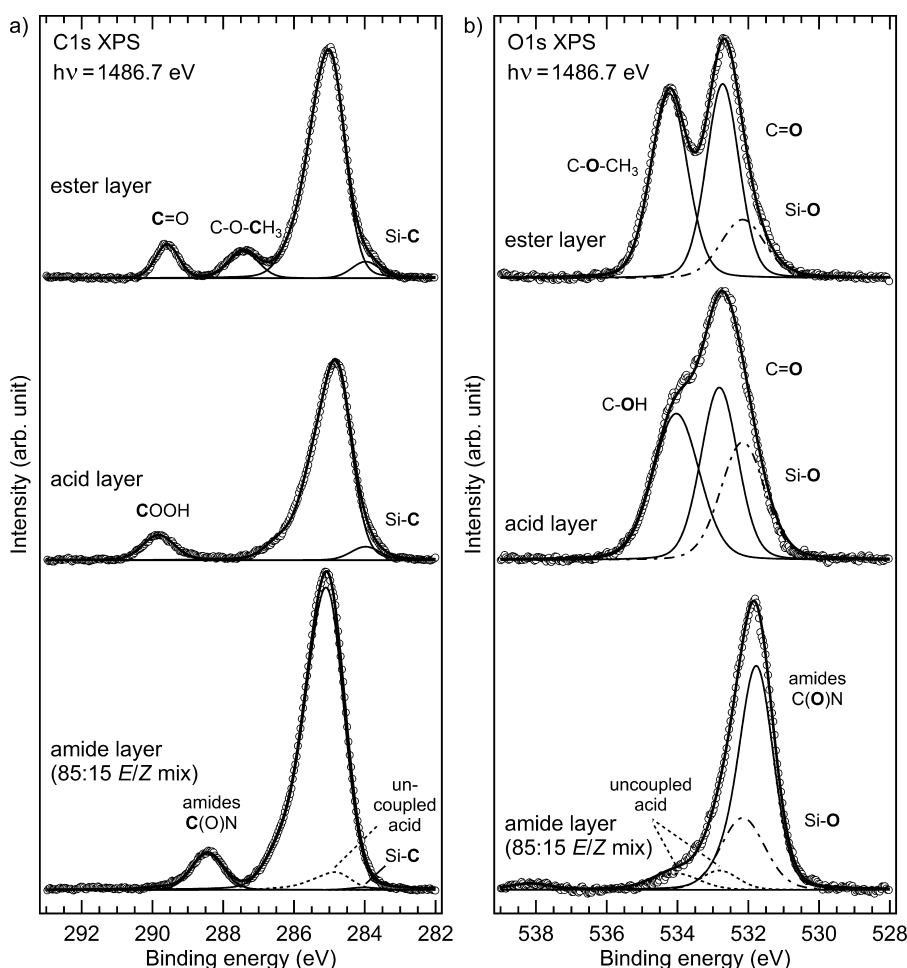 a)
C1s XPS
hν = 1486.7 eV
ester layer
C=O
C-O-CH₃
Si-C
acid layer
COOH
Si-C
amide layer
(85:15 E/Z mix)
amides
C(O)N
un-
coupled
acid
Si-C
Intensity (arb. unit)
292 290 288 286 284 282
Binding energy (eV)
b)
O1s XPS
hν = 1486.7 eV
C-O-CH₃
C=O
Si-O
ester layer
C-OH
C=O
Si-O
acid layer
amides
C(O)N
uncoupled
acid
Si-O
amide layer
(85:15 E/Z mix)
Intensity (arb. unit)
538 536 534 532 530 528
Binding energy (eV)